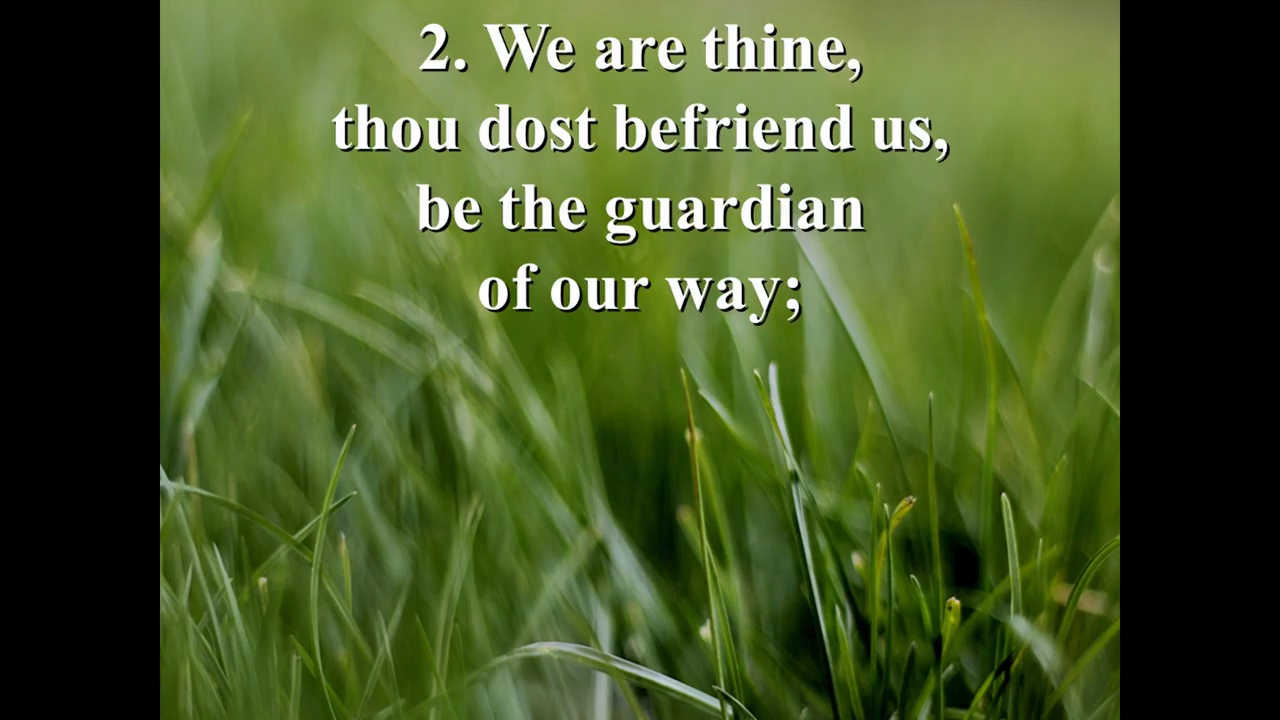 2. We are thine,
thou dost befriend us,
be the guardian
of our way;